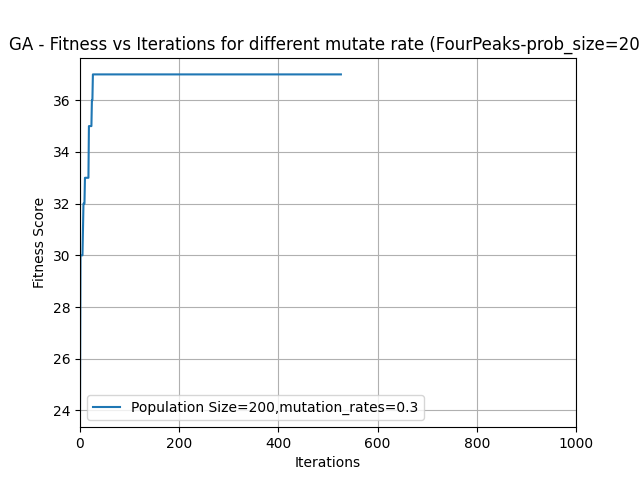 GA - Fitness vs Iterations for different mutate rate (FourPeaks-prob_size=20
36
34
32
30
28
26
24
Fitness Score
Population Size=200,mutation_rates=0.3
0 200 400 600 800 1000
Iterations